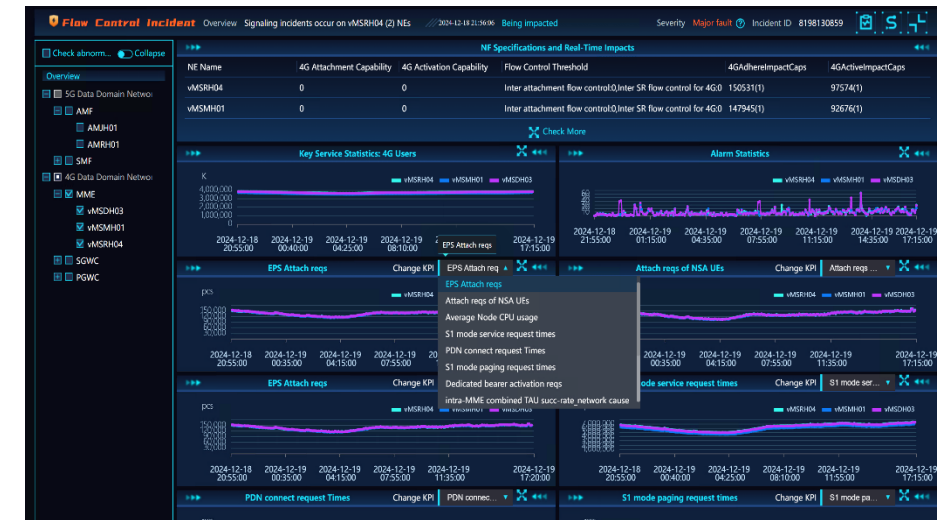 Flow Control Incident Overview Signaling incidents occur on vMSRH04 (2) NEs 2024-12-18 21:56:06 Being impacted Severity Major fault Incident ID 8198130859
Check abnorm... Collapse
NF Specifications and Real-Time Impacts
NE Name 4G Attachment Capability 4G Activation Capability Flow Control Threshold 4GAdhereImpactCaps 4GActiveImpactCaps
vMSRH04 0 0 Inter attachment flow control:0,Inter SR flow control for 4G:0 150531(1) 97574(1)
vMSMH01 0 0 Inter attachment flow control:0,Inter SR flow control for 4G:0 147945(1) 92676(1)
Check More
Overview
5G Data Domain Networ
AMF
AMJH01
AMRH01
SMF
4G Data Domain Networ
MME
vMSDH03
vMSMH01
vMSRH04
SGWC
PGWC
Key Service Statistics: 4G Users
K
vMSRH04 vMSMH01 vMSDH03
4,000,000
3,000,000
2,000,000
1,000,000
0
2024-12-18 20:55:00
2024-12-19 00:40:00
2024-12-19 04:25:00
2024-12-19 08:10:00
2024-12-19 17:15:00
EPS Attach reqs
Alarm Statistics
vMSRH04 vMSMH01 vMSDH03
2024-12-18 21:55:00
2024-12-19 01:15:00
2024-12-19 04:35:00
2024-12-19 07:55:00
2024-12-19 11:15:00
2024-12-19 14:35:00
2024-12-19 17:15:00
EPS Attach reqs Change KPI EPS Attach req
EPS Attach reqs
Attach reqs of NSA UEs
Average Node CPU usage
S1 mode service request times
PDN connect request Times
S1 mode paging request times
Dedicated bearer activation reqs
intra-MME combined TAU succ-rate_network cause
pcs
vMSRH04
2024-12-18 20:55:00
2024-12-19 00:35:00
2024-12-19 04:15:00
2024-12-19 07:55:00
Attach reqs of NSA UEs Change KPI Attach reqs ...
vMSRH04 vMSMH01 vMSDH03
2024-12-19 00:35:00
2024-12-19 04:15:00
2024-12-19 07:55:00
2024-12-19 11:35:00
2024-12-19 17:15:00
EPS Attach reqs Change KPI
pcs
vMSRH04 vMSMH01 vMSDH03
2024-12-18 20:55:00
2024-12-19 00:35:00
2024-12-19 04:15:00
2024-12-19 07:55:00
2024-12-19 11:35:00
2024-12-19 17:20:00
ode service request times Change KPI S1 mode ser...
vMSRH04 vMSMH01 vMSDH03
2024-12-18 20:55:00
2024-12-19 00:40:00
2024-12-19 04:25:00
2024-12-19 08:10:00
2024-12-19 11:55:00
2024-12-19 17:15:00
PDN connect request Times Change KPI PDN connec...
S1 mode paging request times Change KPI S1 mode pa...